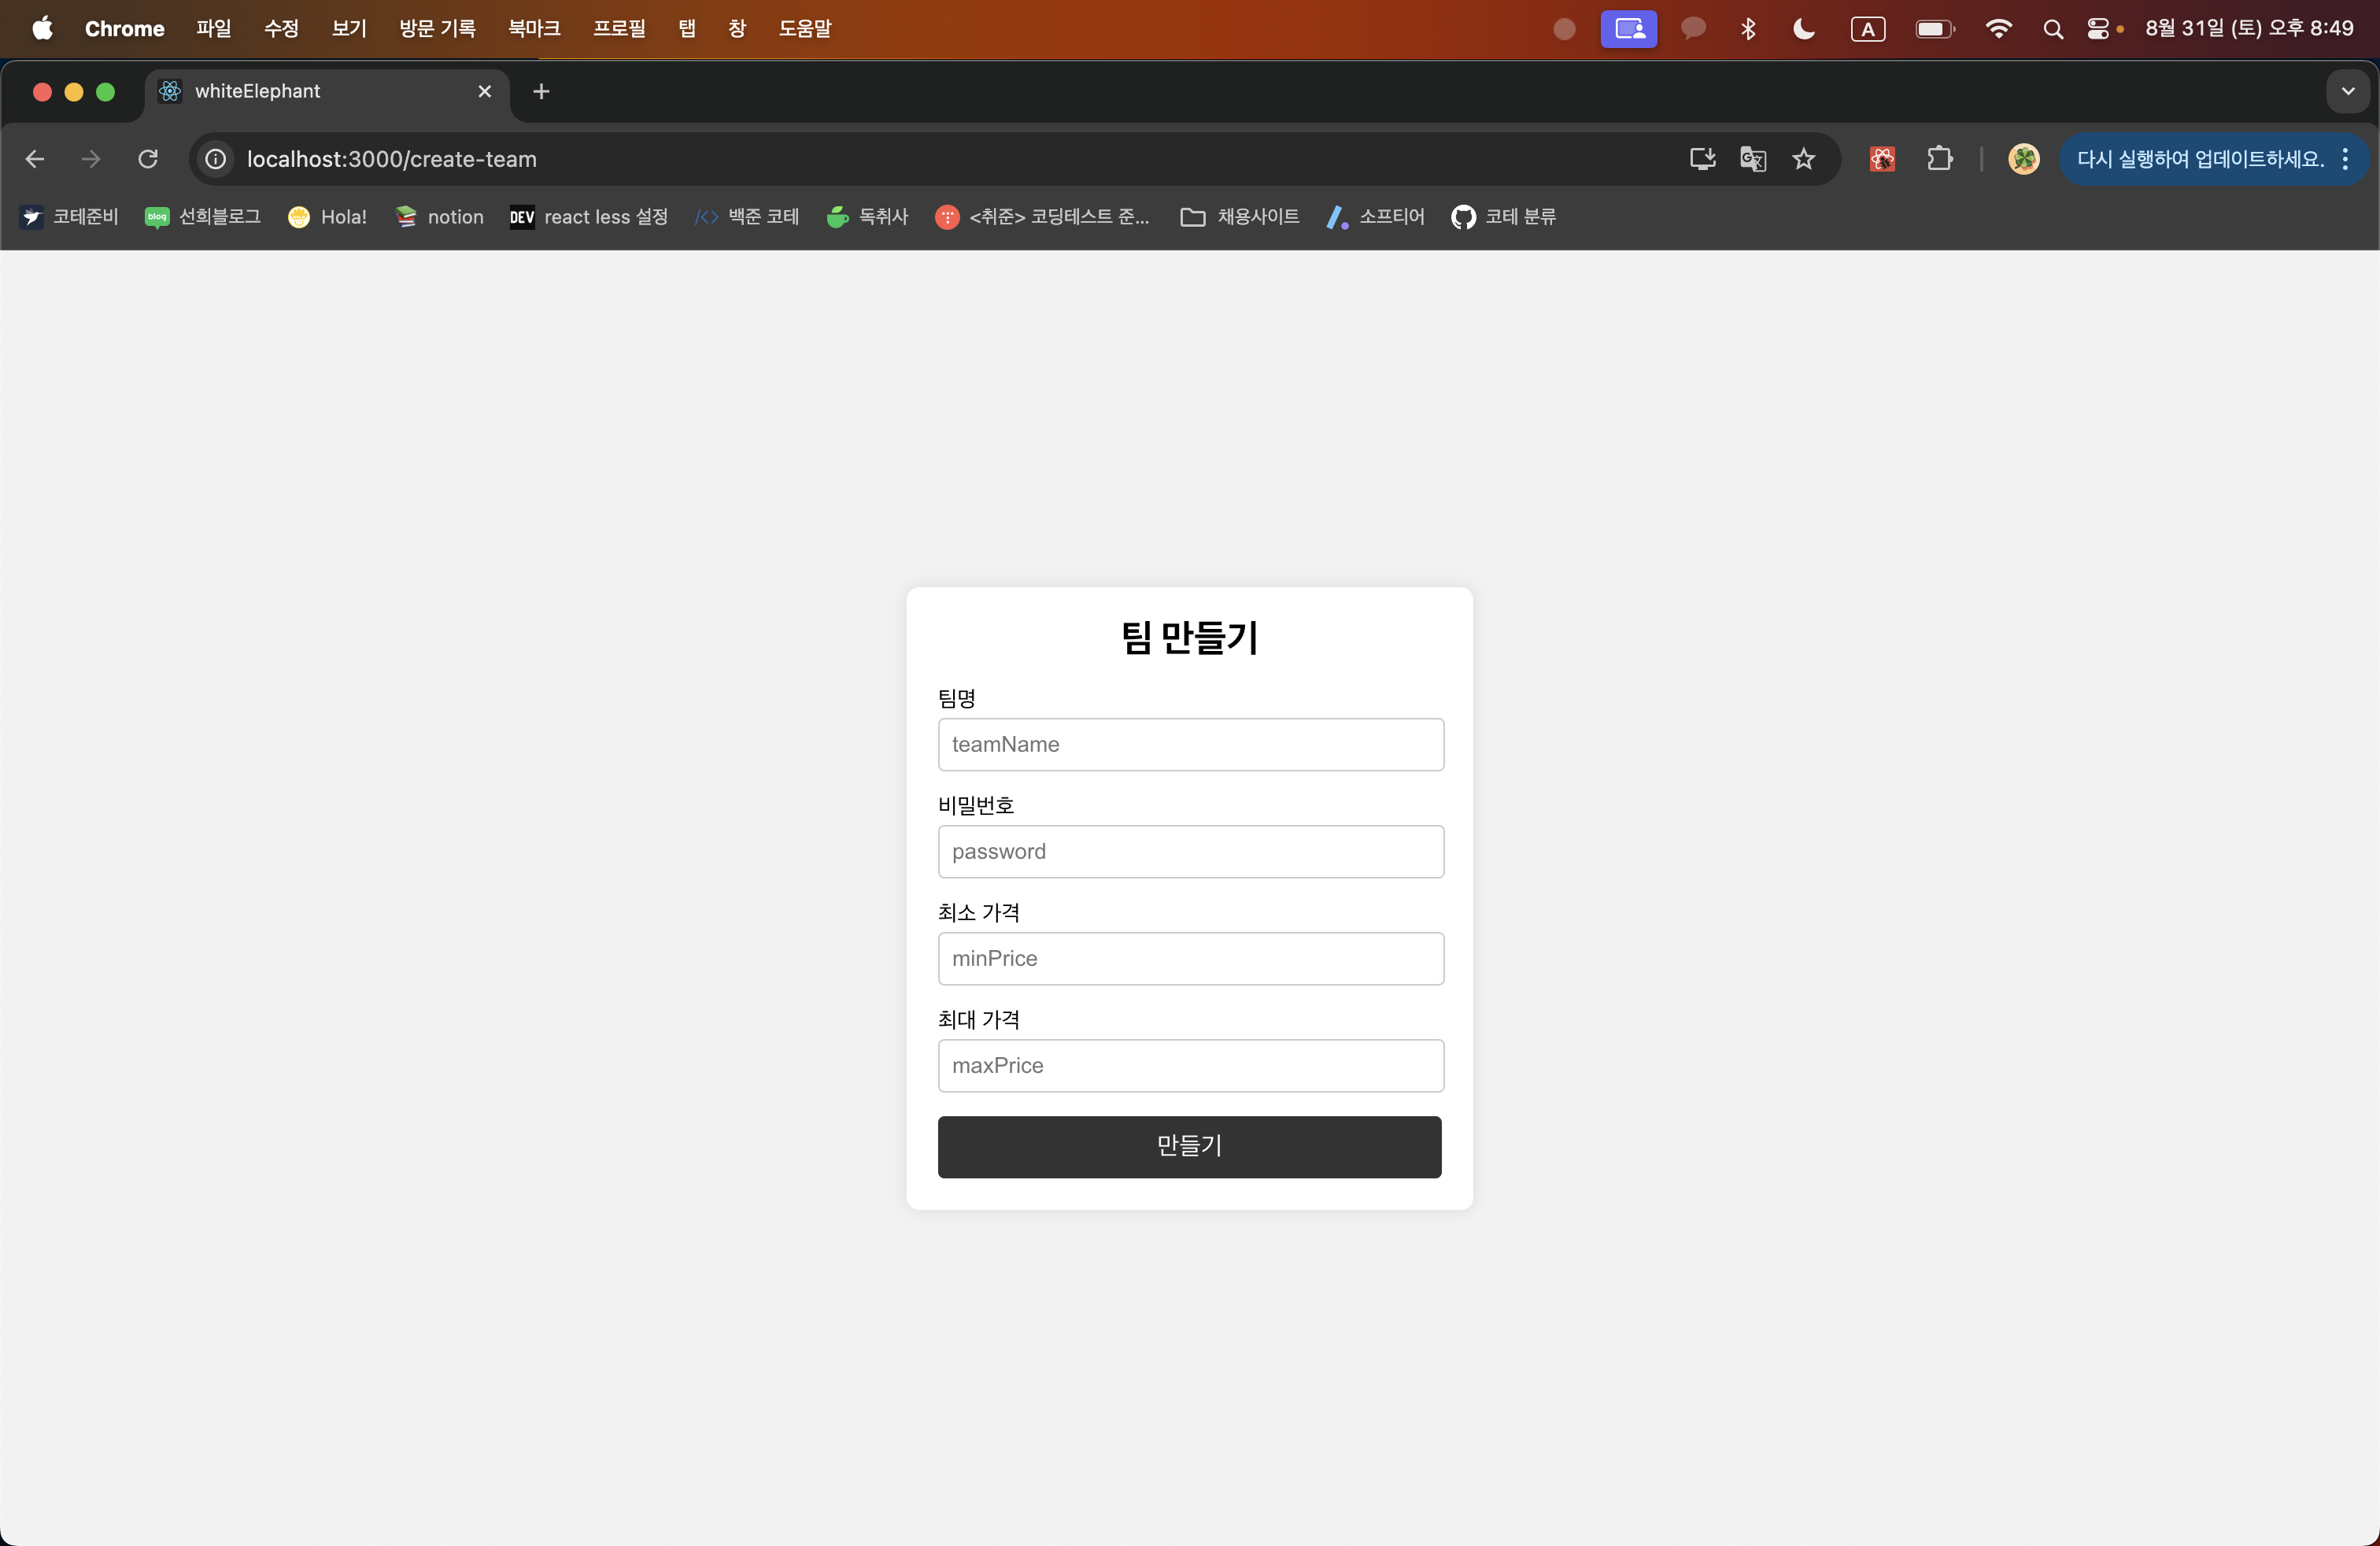 Chrome 파일 수정 보기 방문 기록 북마크 프로필 탭 창 도움말 A 8월 31일 (토) 오후 8:49
whiteElephant
localhost:3000/create-team 다시 실행하여 업데이트하세요.
코테준비 blog 선희블로그 Hola! notion DEV react less 설정 백준 코테 독취사 <취준> 코딩테스트 준... 채용사이트 소프티어 코테 분류
팀 만들기
팀명
teamName
비밀번호
password
최소 가격
minPrice
최대 가격
maxPrice
만들기